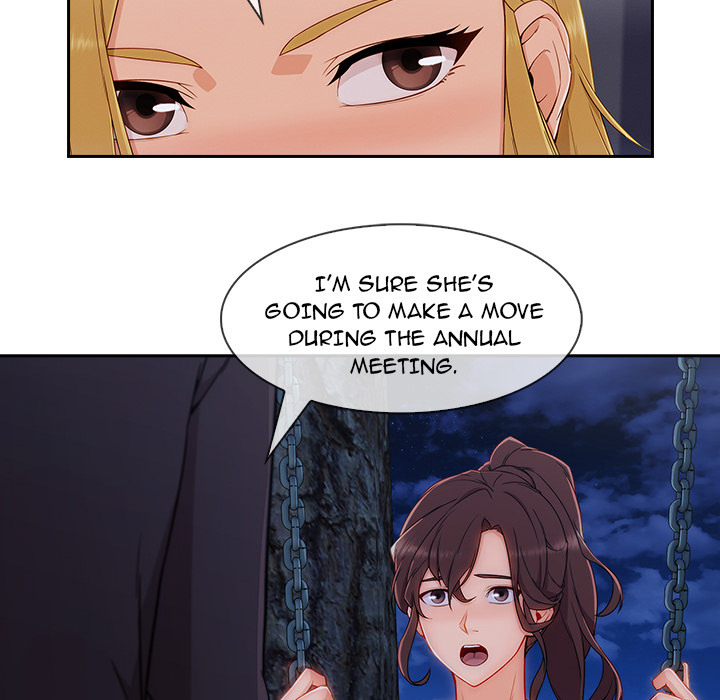 I'M SURE SHE'S
GOING TO MAKE A MOVE
DURING THE ANNUAL
MEETING.